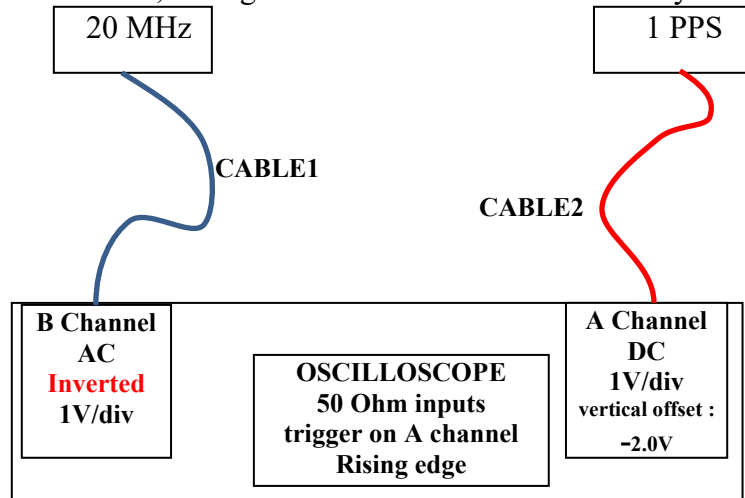 20 MHz
1 PPS
CABLE1
CABLE2
B Channel
AC
Inverted
1V/div
OSCILLOSCOPE
50 Ohm inputs
trigger on A channel
Rising edge
A Channel
DC
1V/div
vertical offset :
−2.0V